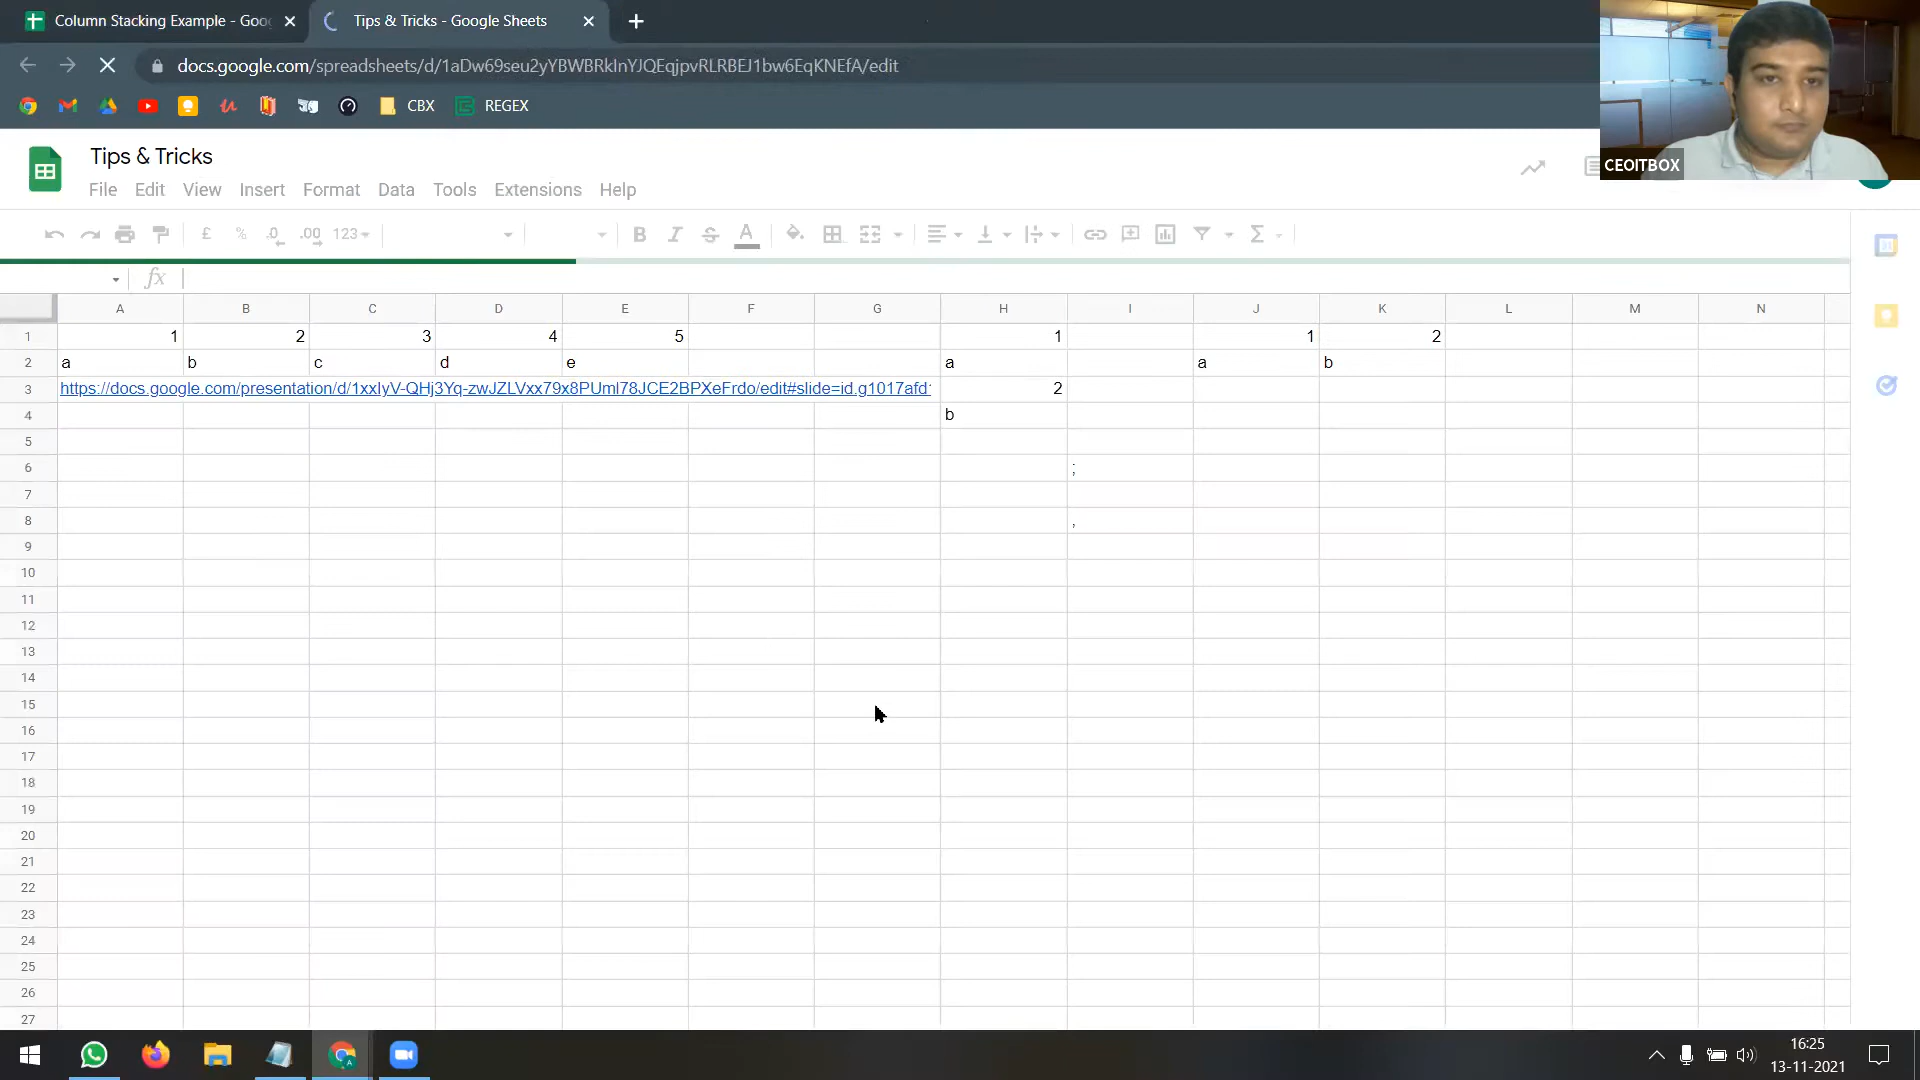 Column Stacking Example - Goo
Tips & Tricks - Google Sheets
docs.google.com/spreadsheets/d/1aDw69seu2yYBWBRkInYJQEqjpvRLRBEJ1bw6EqKNEfA/edit
CBX
REGEX
Tips & Tricks
CEOITBOX
File Edit View Insert Format Data Tools Extensions Help
£ % .0 .00 123
B I S A
fx
A B C D E F G H I J K L M N
1 1 2 3 4 5 1 1 2
2 a b c d e a a b
3 https://docs.google.com/presentation/d/1xxIyV-QHj3Yq-zwJZLVxx79x8PUmI78JCE2BPXeFrdo/edit#slide=id.g1017afd1 2
4 b
5
6 ;
7
8 ,
9
10
11
12
13
14
15
16
17
18
19
20
21
22
23
24
25
26
27
16:25
13-11-2021